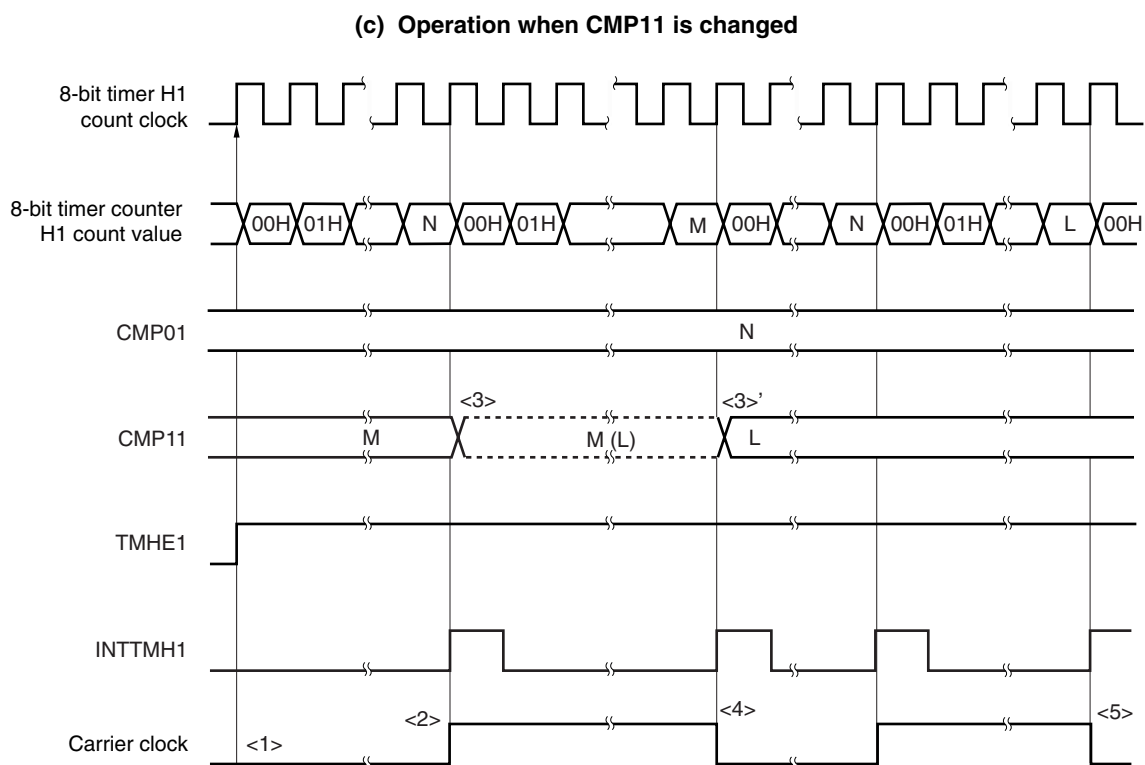 (c) Operation when CMP11 is changed
8-bit timer H1
count clock
8-bit timer counter
H1 count value
00H 01H N 00H 01H M 00H N 00H 01H L 00H
CMP01
N
<3> <3>’
CMP11
M M (L) L
TMHE1
INTTMH1
<2> <4> <5>
Carrier clock
<1>